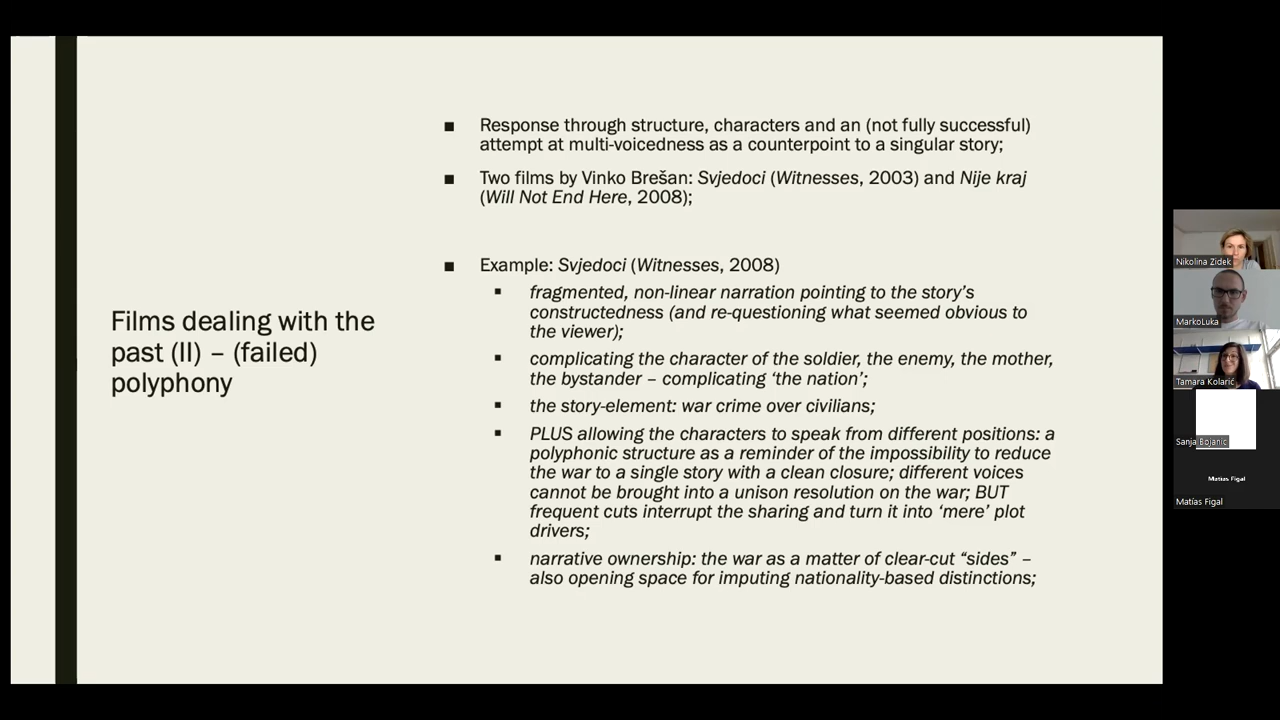 Films dealing with the
past (II) – (failed)
polyphony
■ Response through structure, characters and an (not fully successful)
attempt at multi-voicedness as a counterpoint to a singular story;
■ Two films by Vinko Brešan: Svjedoci (Witnesses, 2003) and Nije kraj
(Will Not End Here, 2008);
■ Example: Svjedoci (Witnesses, 2008)
▪ fragmented, non-linear narration pointing to the story’s
constructedness (and re-questioning what seemed obvious to
the viewer);
▪ complicating the character of the soldier, the enemy, the mother,
the bystander – complicating ‘the nation’;
▪ the story-element: war crime over civilians;
▪ PLUS allowing the characters to speak from different positions: a
polyphonic structure as a reminder of the impossibility to reduce
the war to a single story with a clean closure; different voices
cannot be brought into a unison resolution on the war; BUT
frequent cuts interrupt the sharing and turn it into ‘mere’ plot
drivers;
▪ narrative ownership: the war as a matter of clear-cut “sides” –
also opening space for imputing nationality-based distinctions;
Nikolina Zidek
MarkoLuka
Tamara Kolarić
Sanja Bojanic
Matias Figal
Matías Figal